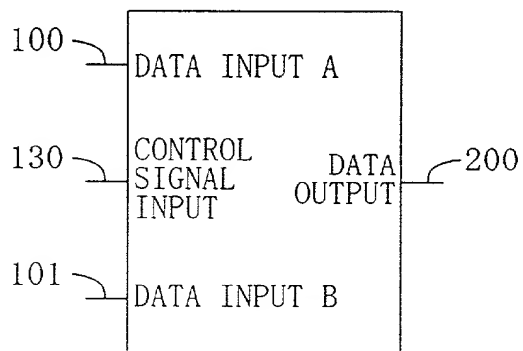 100
DATA INPUT A
130
CONTROL
SIGNAL
INPUT
DATA
OUTPUT
200
101
DATA INPUT B